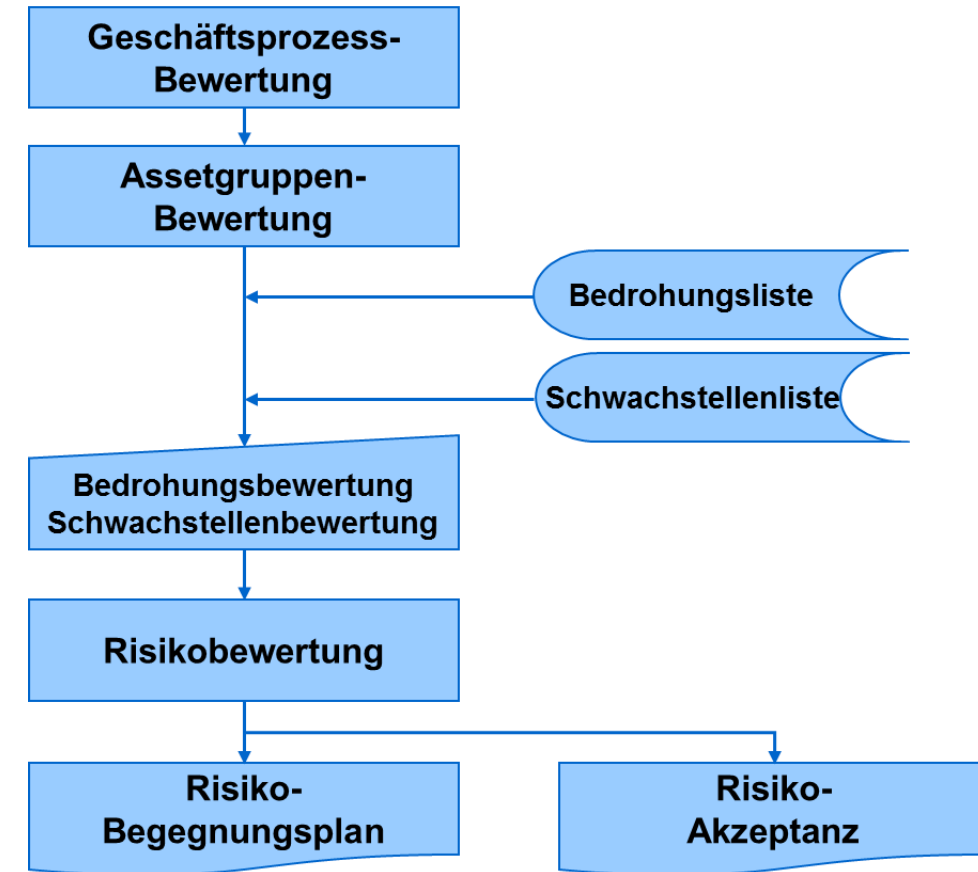 Geschäftsprozess-
Bewertung
Assetgruppen-
Bewertung
Bedrohungsliste
Schwachstellenliste
Bedrohungsbewertung
Schwachstellenbewertung
Risikobewertung
Risiko-
Begegnungsplan
Risiko-
Akzeptanz